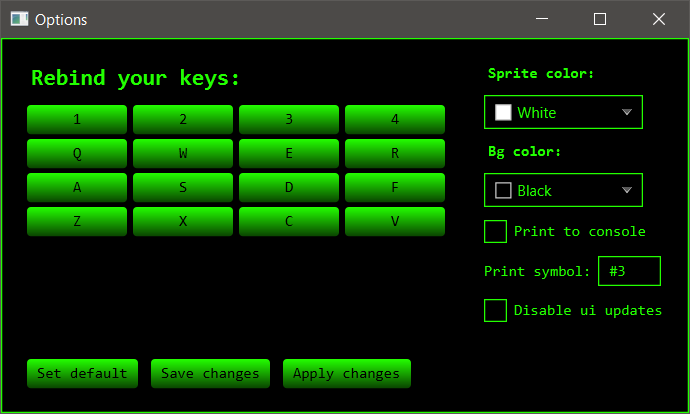 Options
Rebind your keys:
1 2 3 4
Q W E R
A S D F
Z X C V
Sprite color:
White
Bg color:
Black
Print to console
Print symbol: #3
Disable ui updates
Set default Save changes Apply changes